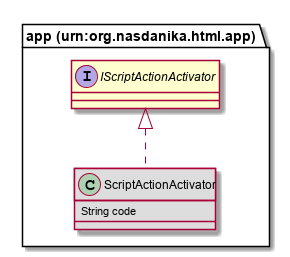 app (urn:org.nasdanika.html.app)
I IScriptActionActivator
C ScriptActionActivator
String code